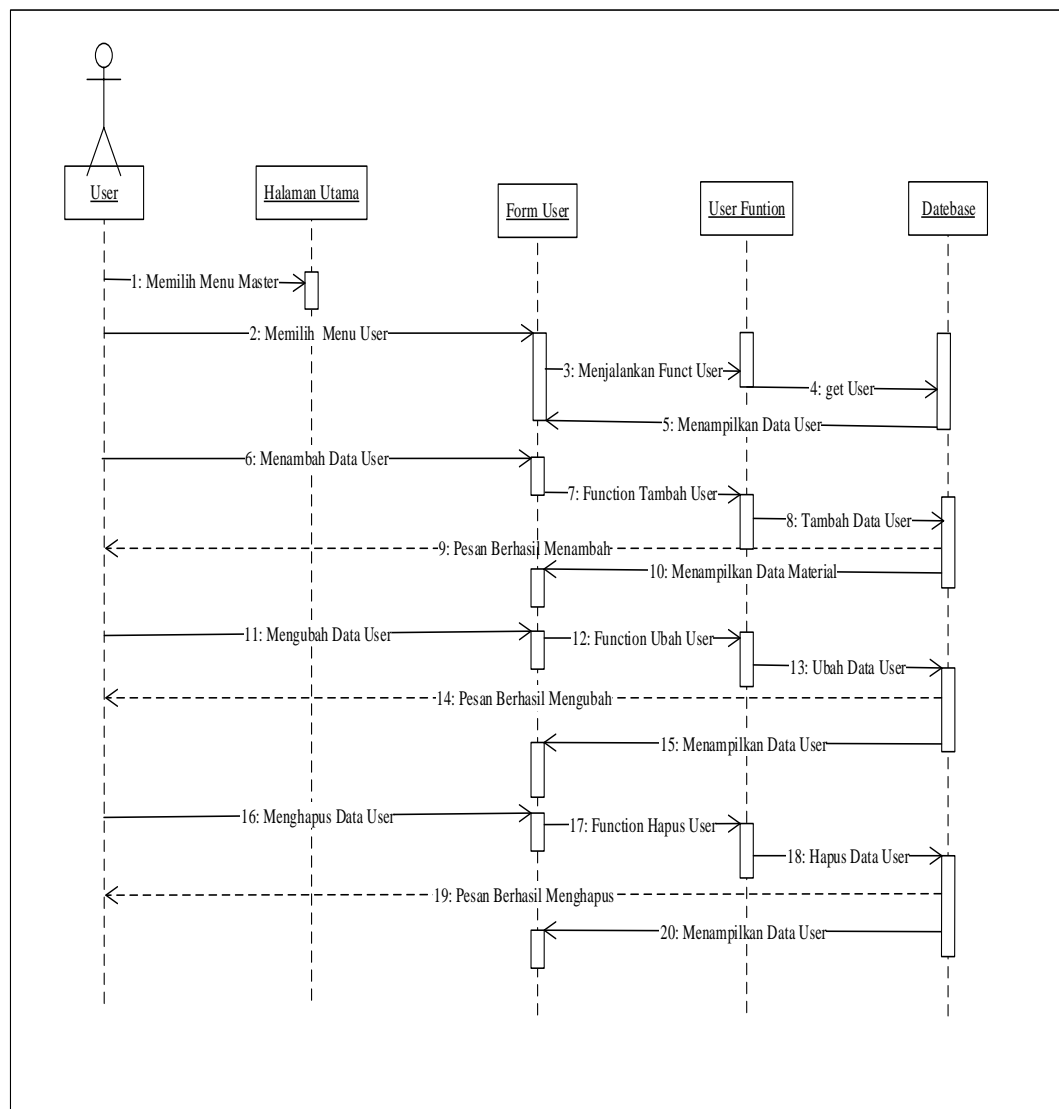 User
Halaman Utama
Form User
User Funtion
Datebase
1: Memilih Menu Master
2: Memilih Menu User
3: Menjalankan Funct User
4: get User
5: Menampilkan Data User
6: Menambah Data User
7: Function Tambah User
8: Tambah Data User
9: Pesan Berhasil Menambah
10: Menampilkan Data Material
11: Mengubah Data User
12: Function Ubah User
13: Ubah Data User
14: Pesan Berhasil Mengubah
15: Menampilkan Data User
16: Menghapus Data User
17: Function Hapus User
18: Hapus Data User
19: Pesan Berhasil Menghapus
20: Menampilkan Data User